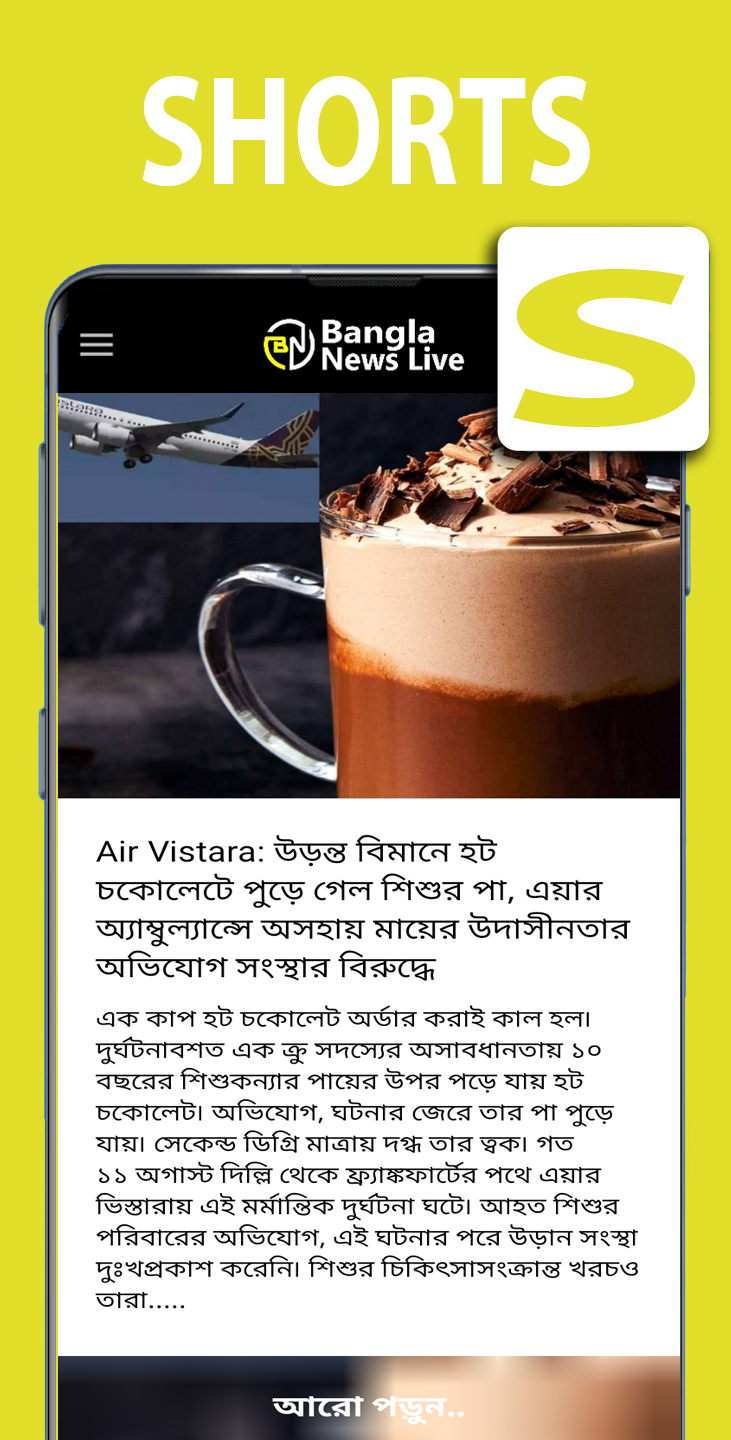 SHORTS
S
Bangla
News Live
BN
Air Vistara: উড়ন্ত বিমানে হট
চকোলেটে পুড়ে গেল শিশুর পা, এয়ার
অ্যাম্বুল্যান্সে অসহায় মায়ের উদাসীনতার
অভিযোগ সংস্থার বিরুদ্ধে
এক কাপ হট চকোলেট অর্ডার করাই কাল হল।
দুর্ঘটনাবশত এক ক্রু সদস্যের অসাবধানতায় ১০
বছরের শিশুকন্যার পায়ের উপর পড়ে যায় হট
চকোলেট। অভিযোগ, ঘটনার জেরে তার পা পুড়ে
যায়। সেকেন্ড ডিগ্রি মাত্রায় দগ্ধ তার ত্বক। গত
১১ অগাস্ট দিল্লি থেকে ফ্র্যাঙ্কফার্টের পথে এয়ার
ভিস্তারায় এই মর্মান্তিক দুর্ঘটনা ঘটে। আহত শিশুর
পরিবারের অভিযোগ, এই ঘটনার পরে উড়ান সংস্থা
দুঃখপ্রকাশ করেনি। শিশুর চিকিৎসাসংক্রান্ত খরচও
তারা.....
আরো পড়ুন..